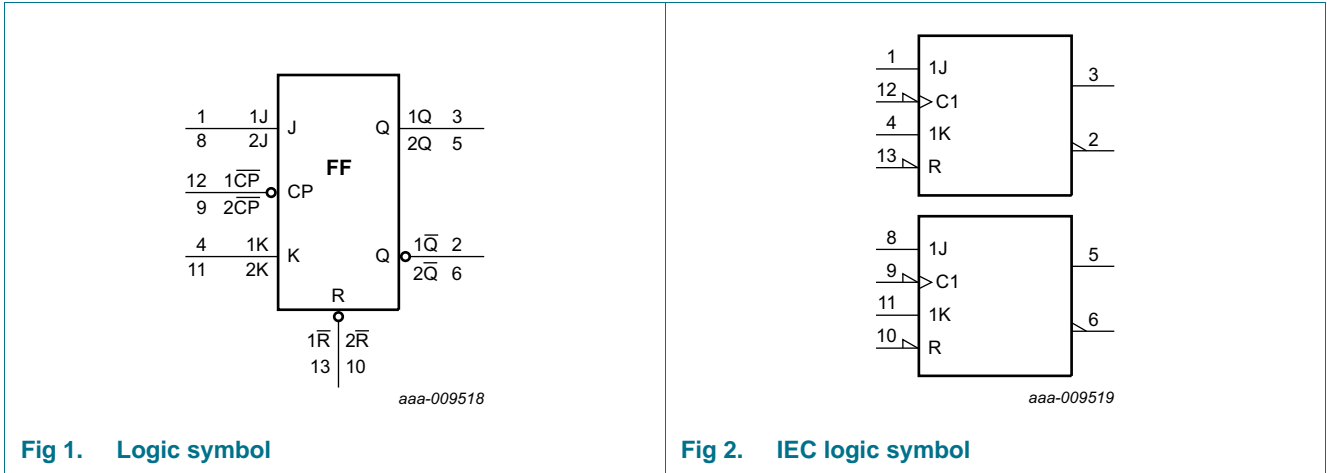 1 1J J Q 1Q 3
8 2J 2Q 5
FF
12 1C̅P̅ CP
9 2C̅P̅
4 1K K Q 1Q̅ 2
11 2K 2Q̅ 6
R
1R̅ 2R̅
13 10
aaa-009518
Fig 1. Logic symbol
1 1J 3
12 C1
4 1K 2
13 R
8 1J 5
9 C1
11 1K 6
10 R
aaa-009519
Fig 2. IEC logic symbol